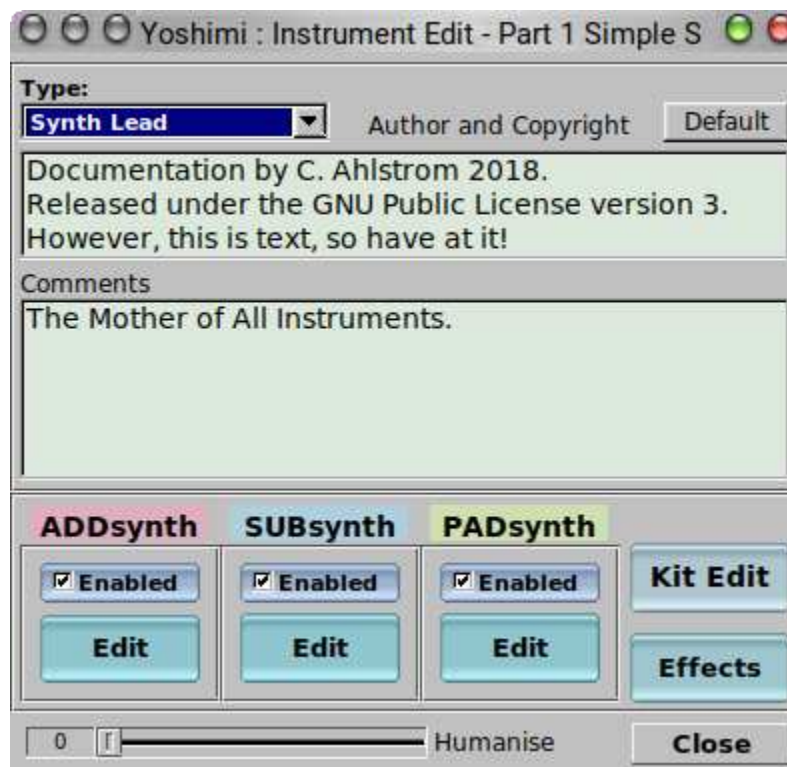 Yoshimi : Instrument Edit - Part 1 Simple S
Type:
Synth Lead
Author and Copyright
Default
Documentation by C. Ahlstrom 2018.
Released under the GNU Public License version 3.
However, this is text, so have at it!
Comments
The Mother of All Instruments.
ADDsynth SUBsynth PADsynth
Enabled Enabled Enabled
Kit Edit
Edit Edit Edit
Effects
0 Humanise Close